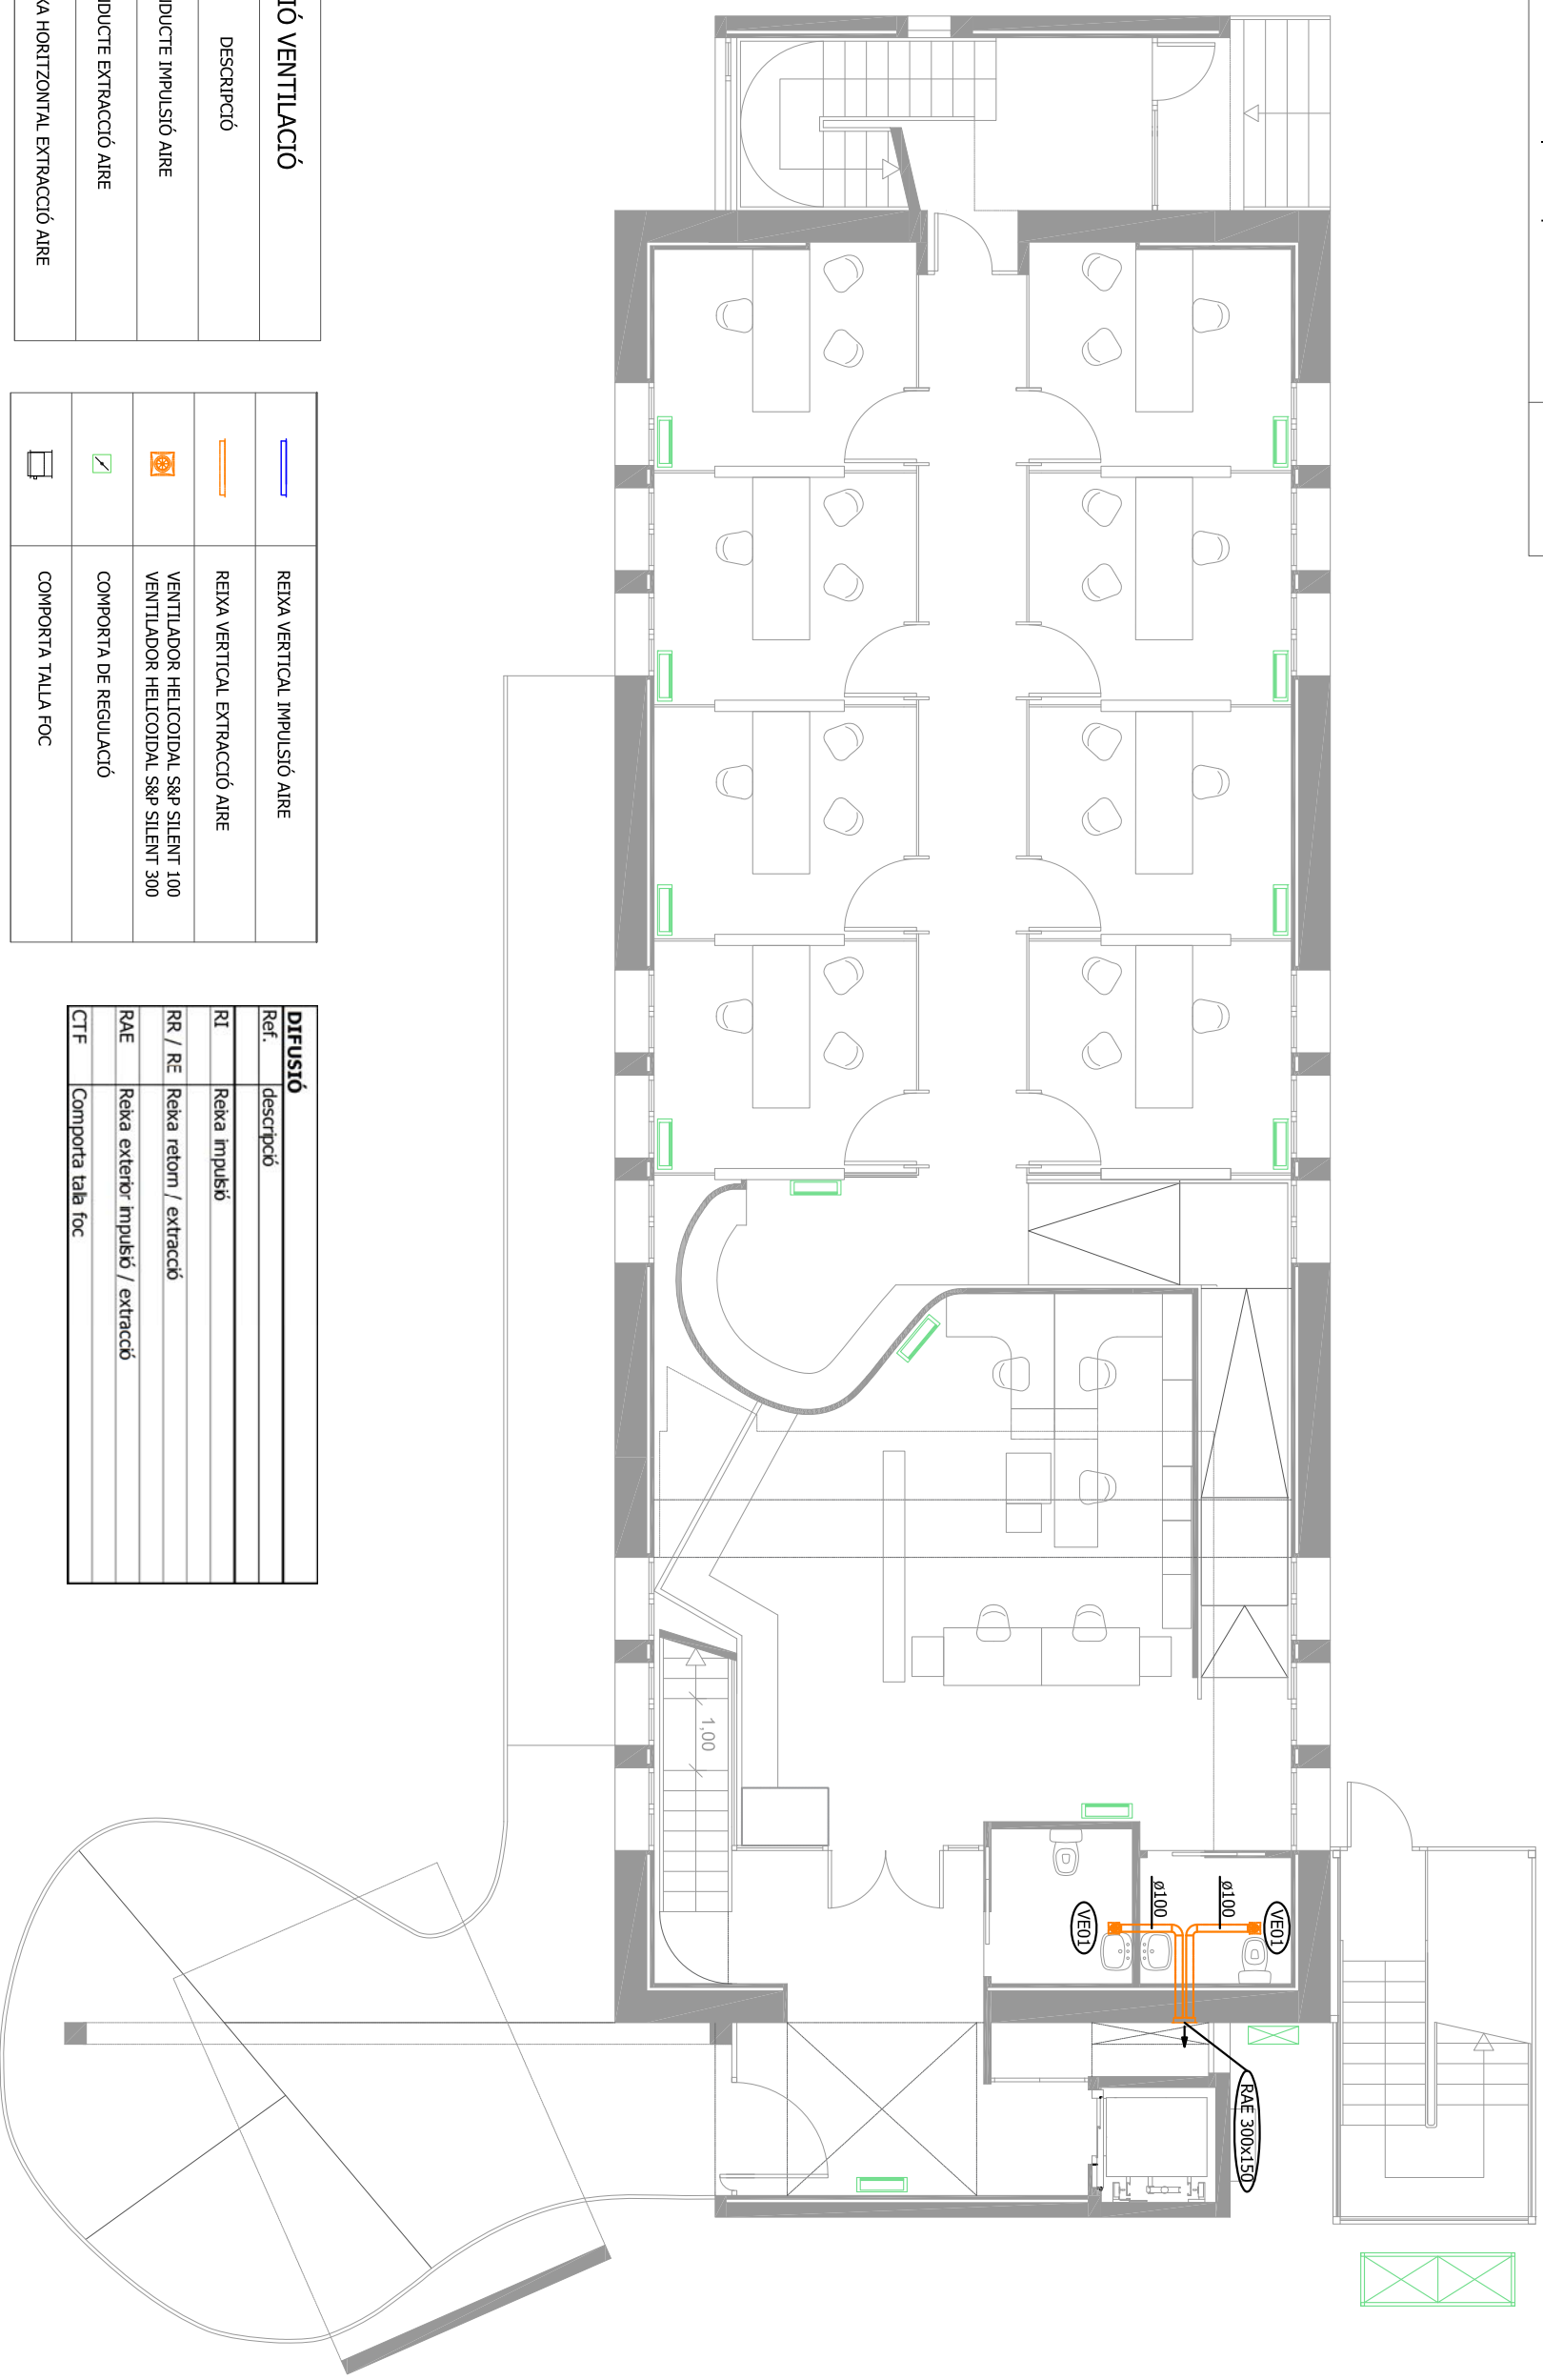 IÓ VENTILACIÓ
DESCRIPCIÓ
NDUCTE IMPULSIÓ AIRE
NDUCTE EXTRACCIÓ AIRE
XA HORITZONTAL EXTRACCIÓ AIRE
REIXA VERTICAL IMPULSIÓ AIRE
REIXA VERTICAL EXTRACCIÓ AIRE
VENTILADOR HELICOIDAL S&P SILENT 100
VENTILADOR HELICOIDAL S&P SILENT 300
COMPORTA DE REGULACIÓ
COMPORTA TALLA FOC
DIFUSIÓ
Ref. descripció
RI Reixa impulsió
RR / RE Reixa retorn / extracció
RAE Reixa exterior impulsió / extracció
CTF Comporta talla foc
1,00
VE01
ø100
ø100
VE01
RAE 300x150